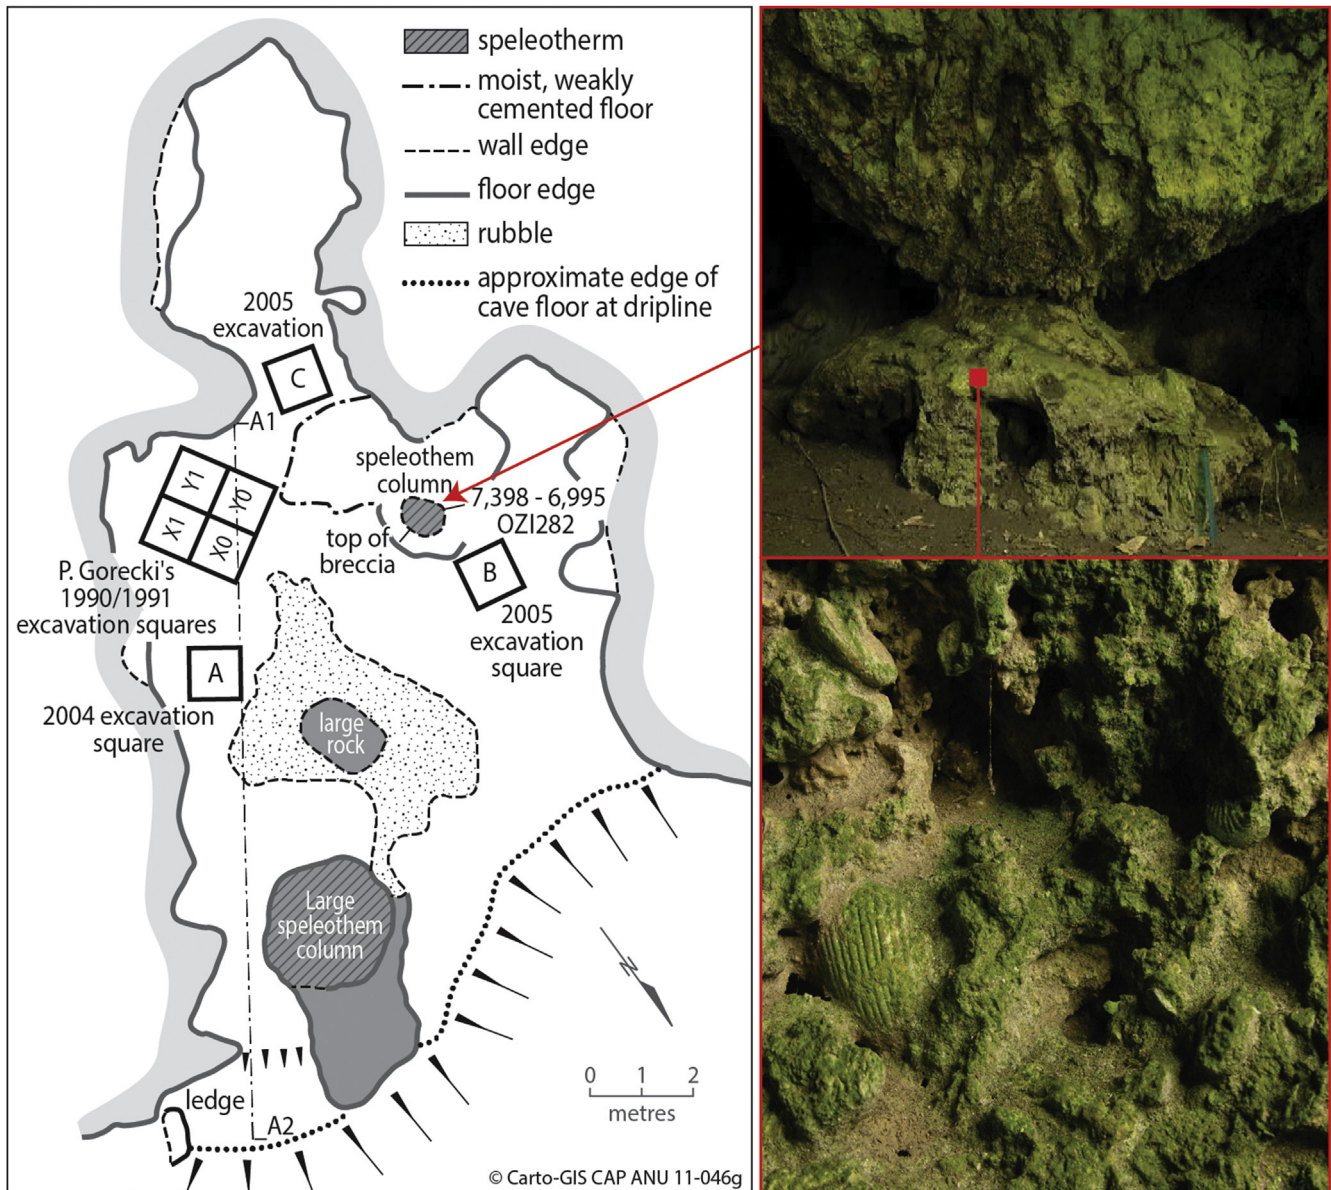 speleotherm
moist, weakly
cemented floor
wall edge
floor edge
rubble
approximate edge of
cave floor at dripline
2005
excavation
C
A1
speleothem
column
7,398 - 6,995
OZI282
top of
breccia
Y1
Y0
X1
X0
B
P. Gorecki's
1990/1991
excavation squares
2005
excavation
square
A
2004 excavation
square
large
rock
Large
speleothem
column
N
0 1 2
metres
ledge
A2
© Carto-GIS CAP ANU 11-046g